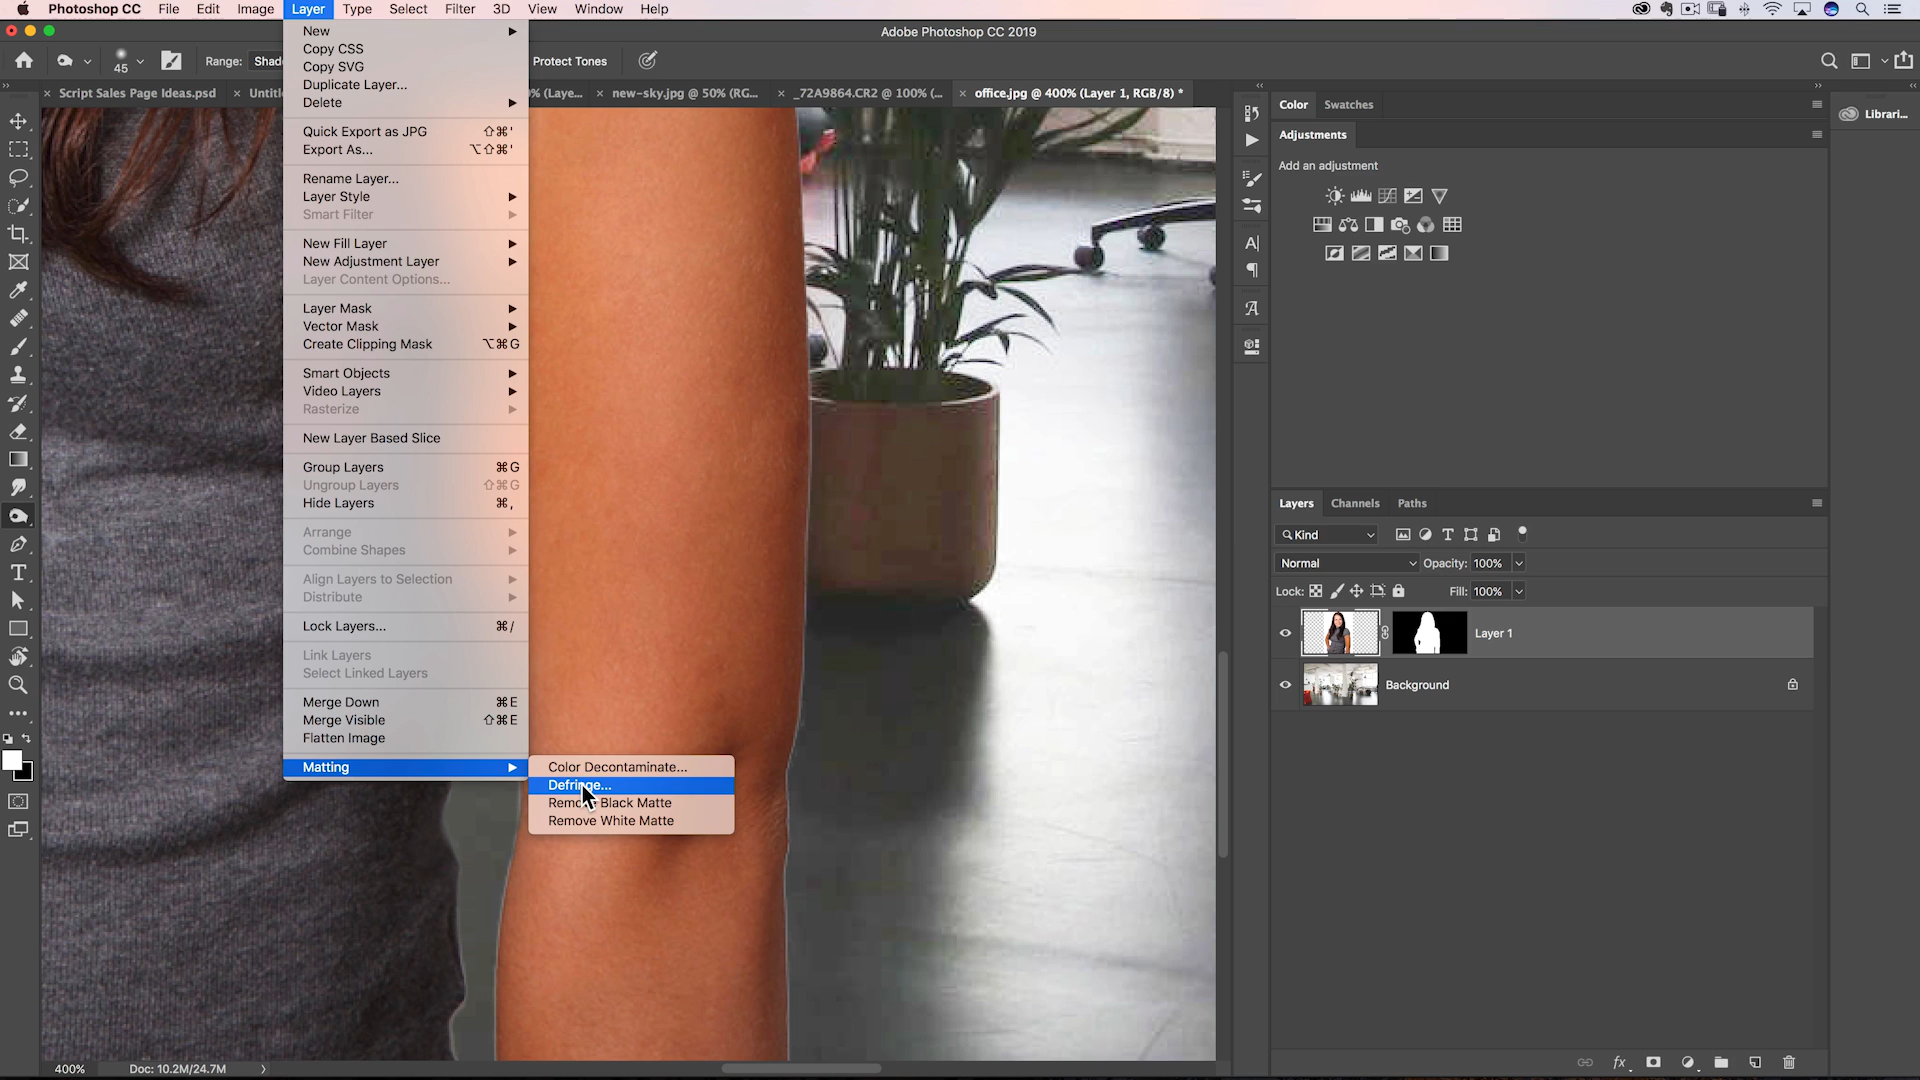 Photoshop CC File Edit Image Layer Type Select Filter 3D View Window Help
Adobe Photoshop CC 2019
45 Range: Protect Tones
Script Sales Page Ideas.psd
new-sky.jpg @ 50% (RG...
_72A9864.CR2 @ 100% (...
office.jpg @ 400% (Layer 1, RGB/8) *
New
Copy CSS
Copy SVG
Duplicate Layer...
Delete
Quick Export as JPG ⇧⌘'
Export As... ⌥⇧⌘'
Rename Layer...
Layer Style
Smart Filter
New Fill Layer
New Adjustment Layer
Layer Content Options...
Layer Mask
Vector Mask
Create Clipping Mask ⌥⌘G
Smart Objects
Video Layers
Rasterize
New Layer Based Slice
Group Layers ⌘G
Ungroup Layers ⇧⌘G
Hide Layers ⌘,
Arrange
Combine Shapes
Align Layers to Selection
Distribute
Lock Layers... ⌘/
Link Layers
Select Linked Layers
Merge Down ⌘E
Merge Visible ⇧⌘E
Flatten Image
Matting
Color Decontaminate...
Defringe...
Remove Black Matte
Remove White Matte
Color Swatches
Librari...
Adjustments
Add an adjustment
Layers Channels Paths
Kind
Normal Opacity: 100%
Lock: Fill: 100%
Layer 1
Background
400% Doc: 10.2M/24.7M